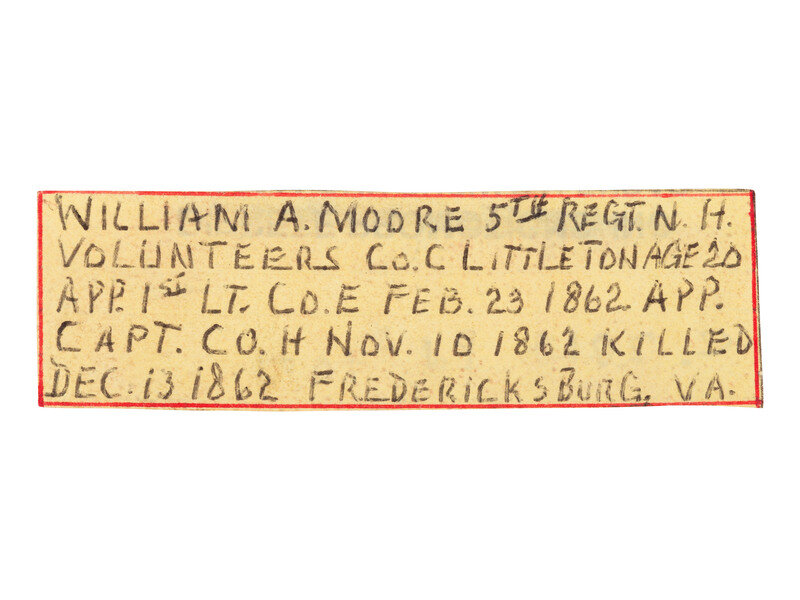 WILLIAM A. MOORE 5TH REGT. N. H.
VOLUNTEERS CO. C LITTLETON AGE 20
APP. 1ST LT. CO. E FEB. 23 1862 APP.
CAPT. CO. H NOV. 10 1862 KILLED
DEC. 13 1862 FREDERICKSBURG, VA.